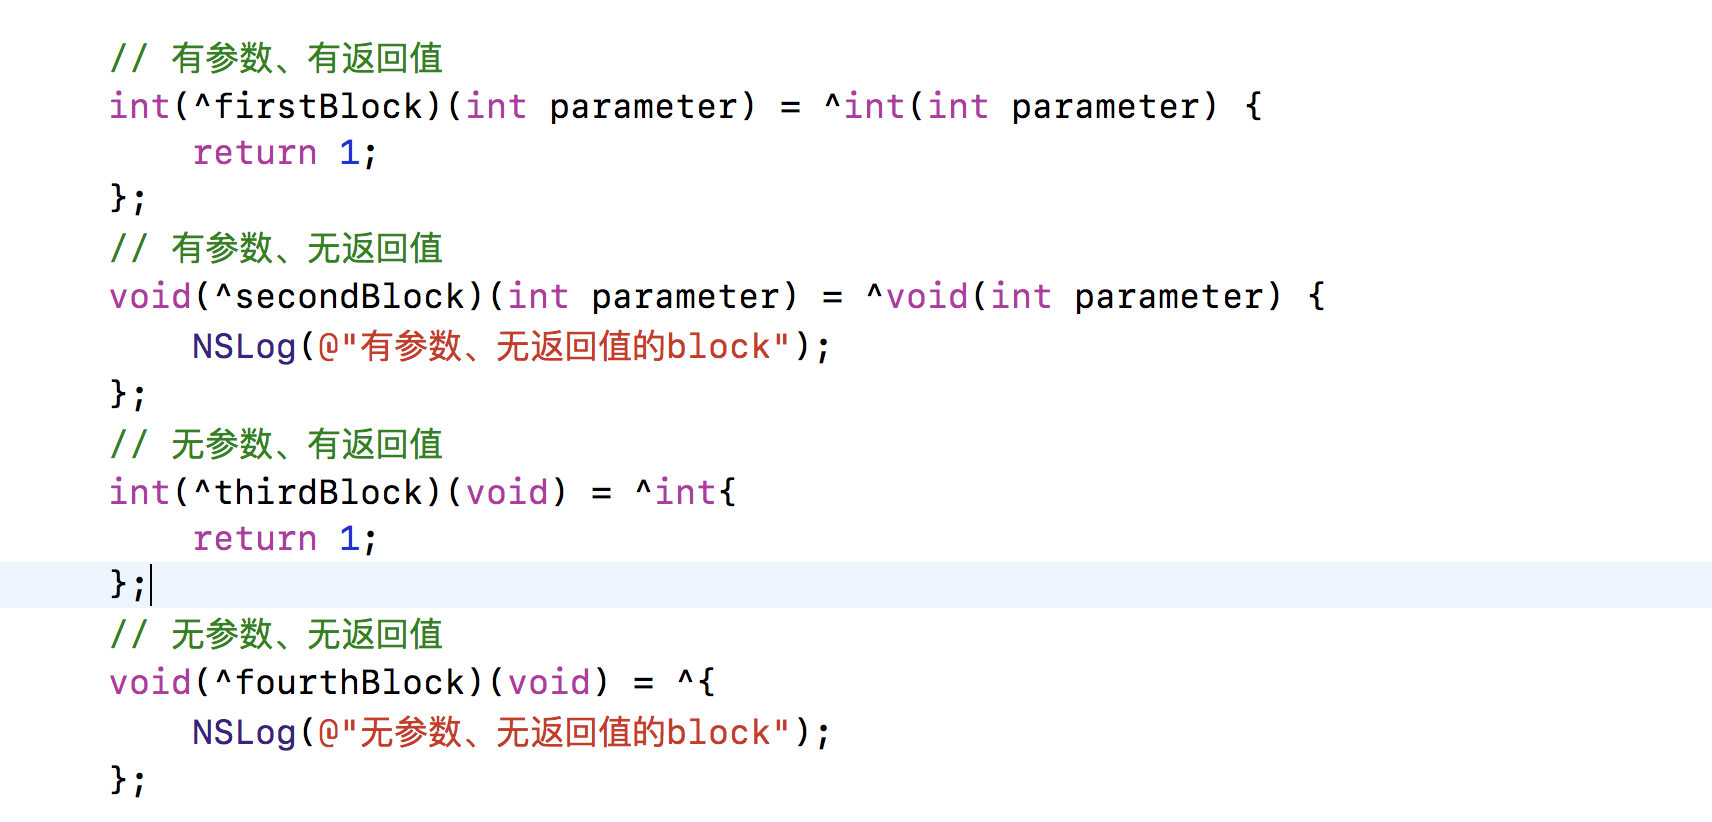 // 有参数、有返回值
int(^firstBlock)(int parameter) = ^int(int parameter) {
    return 1;
};
// 有参数、无返回值
void(^secondBlock)(int parameter) = ^void(int parameter) {
    NSLog(@"有参数、无返回值的block");
};
// 无参数、有返回值
int(^thirdBlock)(void) = ^int{
    return 1;
};
// 无参数、无返回值
void(^fourthBlock)(void) = ^{
    NSLog(@"无参数、无返回值的block");
};